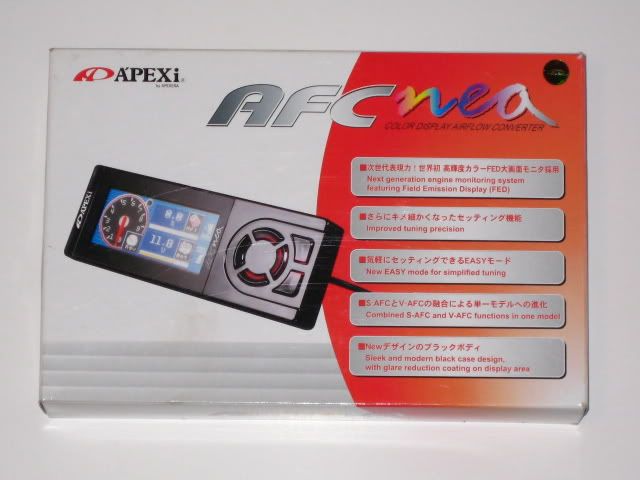 APEXi
by APEXERA
AFC nea
COLOR DISPLAY AIRFLOW CONVERTER
■次世代表現力！世界初 高輝度カラーFED大画面モニタ採用
Next generation engine monitoring system
featuring Field Emission Display (FED)
■さらにキメ細かくなったセッティング機能
Improved tuning precision
■気軽にセッティングできるEASYモード
New EASY mode for simplified tuning
■S-AFCとV-AFCの融合による単一モデルへの進化
Combined S-AFC and V-AFC functions in one model
■Newデザインのブラックボディ
Sleek and modern black case design,
with glare reduction coating on display area
APEXi
0.0
11.8